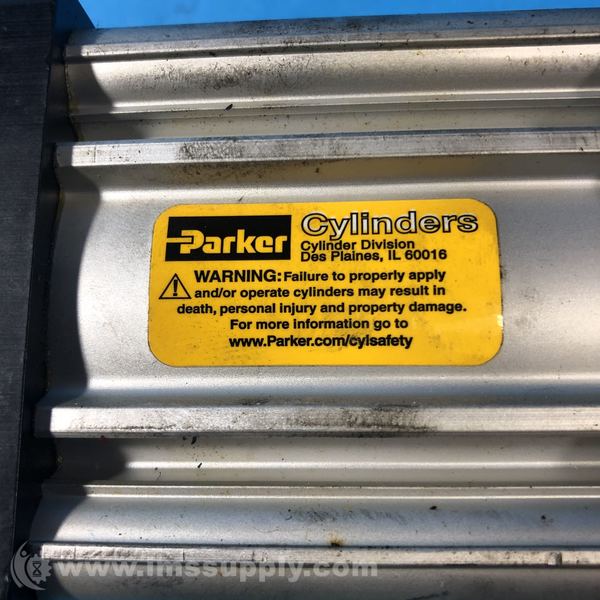 Parker
Cylinders
Cylinder Division
Des Plaines, IL 60016
WARNING: Failure to properly apply
and/or operate cylinders may result in
death, personal injury and property damage.
For more information go to
www.Parker.com/cylsafety
www.imssupply.com